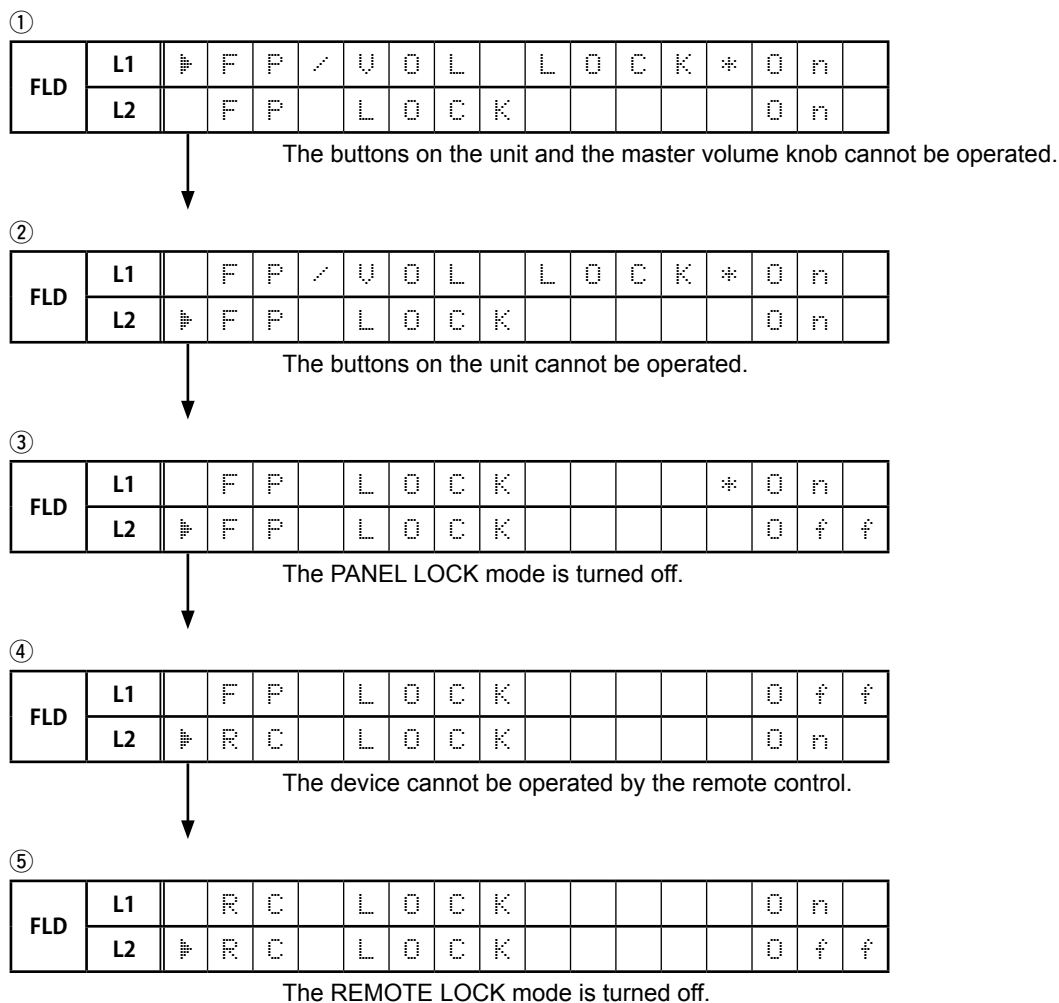 ①
FLD L1 ▶FP/VOL LOCK*On
L2 FP LOCK On
The buttons on the unit and the master volume knob cannot be operated.
②
FLD L1 FP/VOL LOCK*On
L2 ▶FP LOCK On
The buttons on the unit cannot be operated.
③
FLD L1 FP LOCK *On
L2 ▶FP LOCK Off
The PANEL LOCK mode is turned off.
④
FLD L1 FP LOCK Off
L2 ▶RC LOCK On
The device cannot be operated by the remote control.
⑤
FLD L1 RC LOCK On
L2 ▶RC LOCK Off
The REMOTE LOCK mode is turned off.